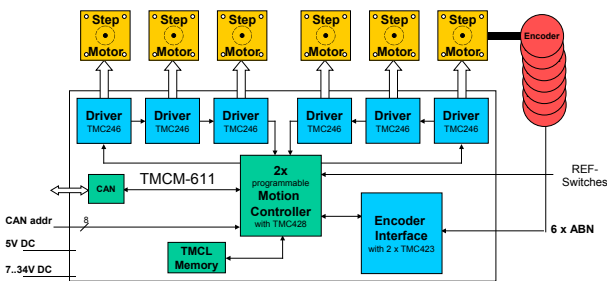 Step
Motor
Step
Motor
Step
Motor
Step
Motor
Step
Motor
Step
Motor
Encoder
Driver
TMC246
Driver
TMC246
Driver
TMC246
Driver
TMC246
Driver
TMC246
Driver
TMC246
CAN
TMCM-611
2x
programmable
Motion
Controller
with TMC428
REF-
Switches
CAN addr
8
Encoder
Interface
with 2 x TMC423
6 x ABN
5V DC
TMCL
Memory
7..34V DC